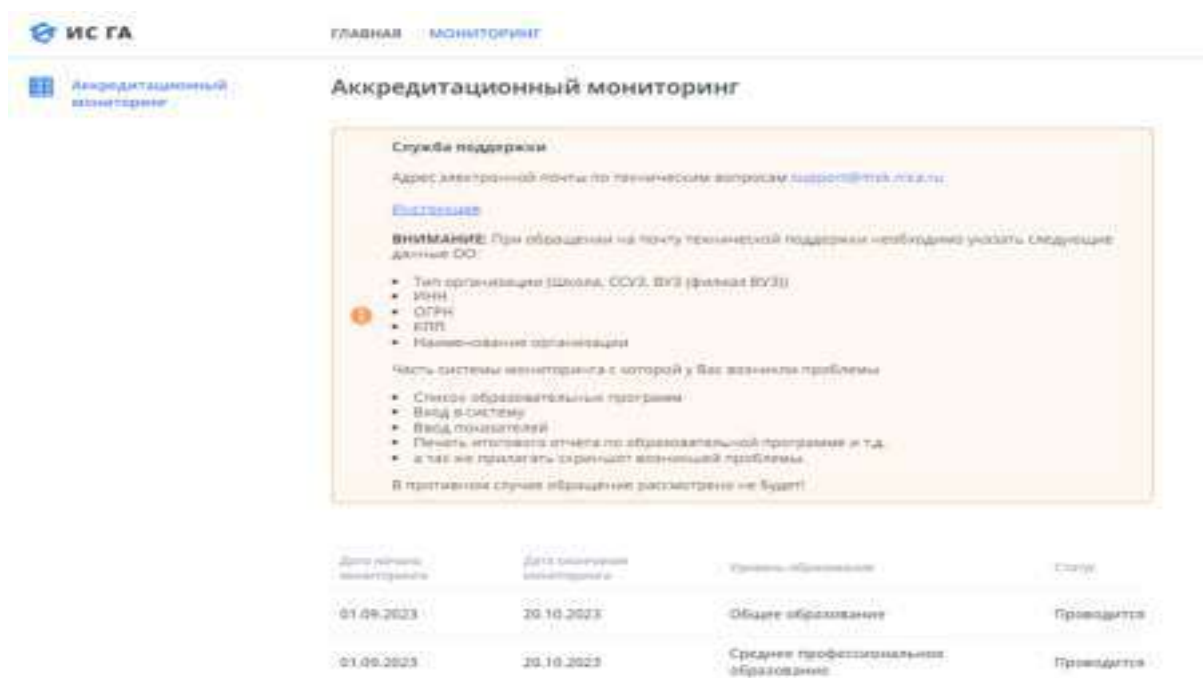 ИС ГА
ГЛАВНАЯ МОНИТОРИНГ
Аккредитационный
мониторинг
Аккредитационный мониторинг
Служба поддержки
Адрес электронной почты по техническим вопросам
Инструкция
ВНИМАНИЕ: При обращении на почту технической поддержки необходимо указать следующие
данные ОО:
• Тип организации (Школа, ССУЗ, ВУЗ (филиал ВУЗ))
• ИНН
• ОГРН
• КПП
• Наименование организации
Часть системы мониторинга с которой у Вас возникли проблемы
• Список образовательных программ
• Вход в систему
• Ввод показателей
• Печать итогового отчета по образовательной программе и т.д.
• а так же прилагать скриншот возникшей проблемы.
В противном случае обращение рассмотрено не будет!
Дата начала
мониторинга
Дата окончания
мониторинга
Уровень образования
Статус
01.09.2023 20.10.2023 Общее образование Проводится
01.09.2023 20.10.2023 Среднее профессиональное
образование Проводится